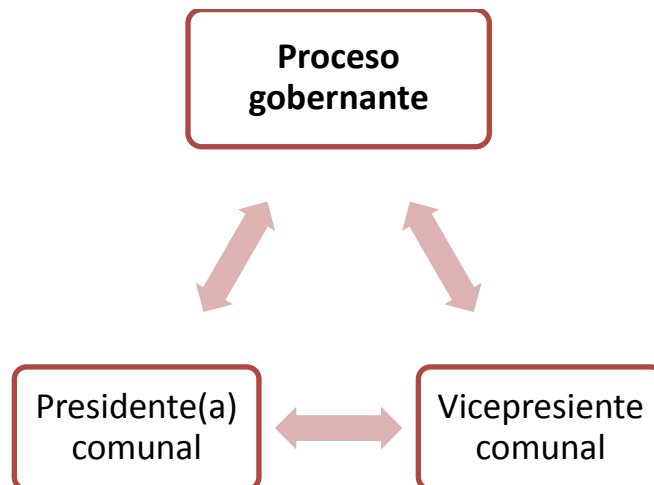 Proceso
gobernante
Presidente(a)
comunal
Vicepresiente
comunal